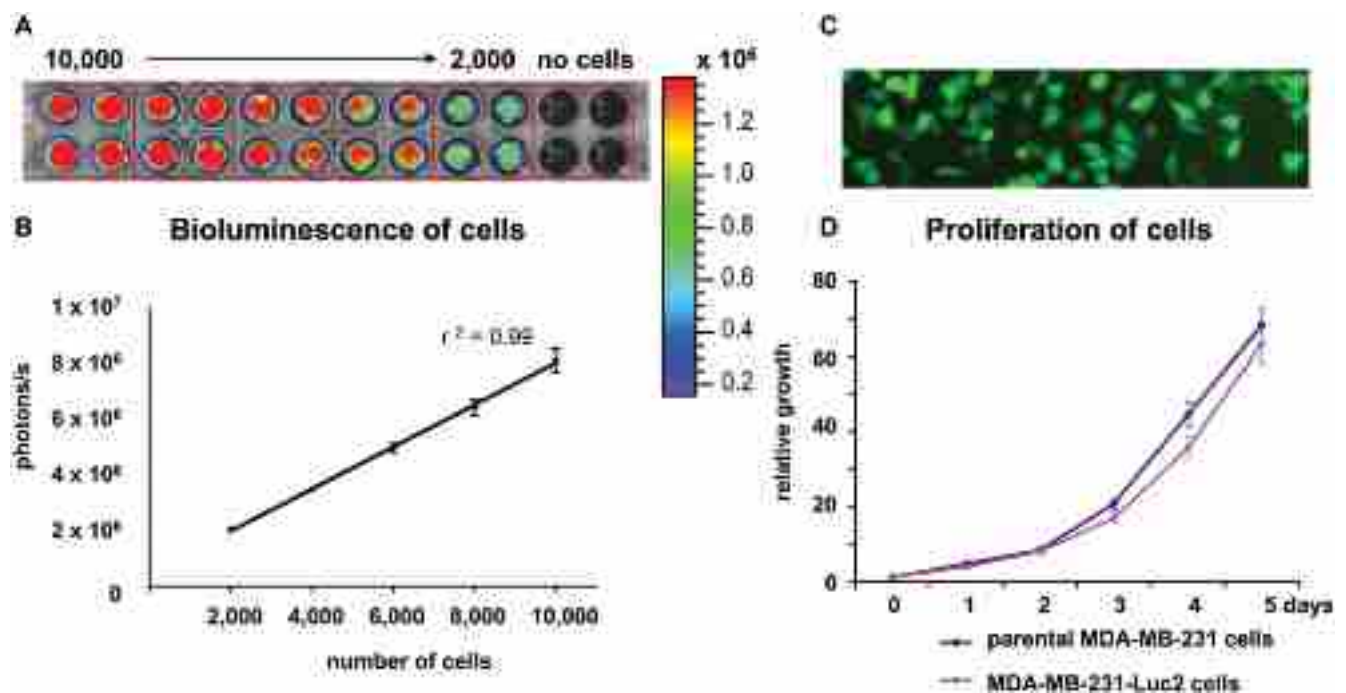 A
10,000 2,000 no cells
x 10⁶
1.2
1.0
0.8
0.6
0.4
0.2
B
Bioluminescence of cells
1 x 10⁷
8 x 10⁶
6 x 10⁶
4 x 10⁶
2 x 10⁶
0
photons/s
r² = 0.99
2,000 4,000 6,000 8,000 10,000
number of cells
C
D
Proliferation of cells
80
60
40
20
0
relative growth
0 1 2 3 4 5 days
parental MDA-MB-231 cells
MDA-MB-231-Luc2 cells